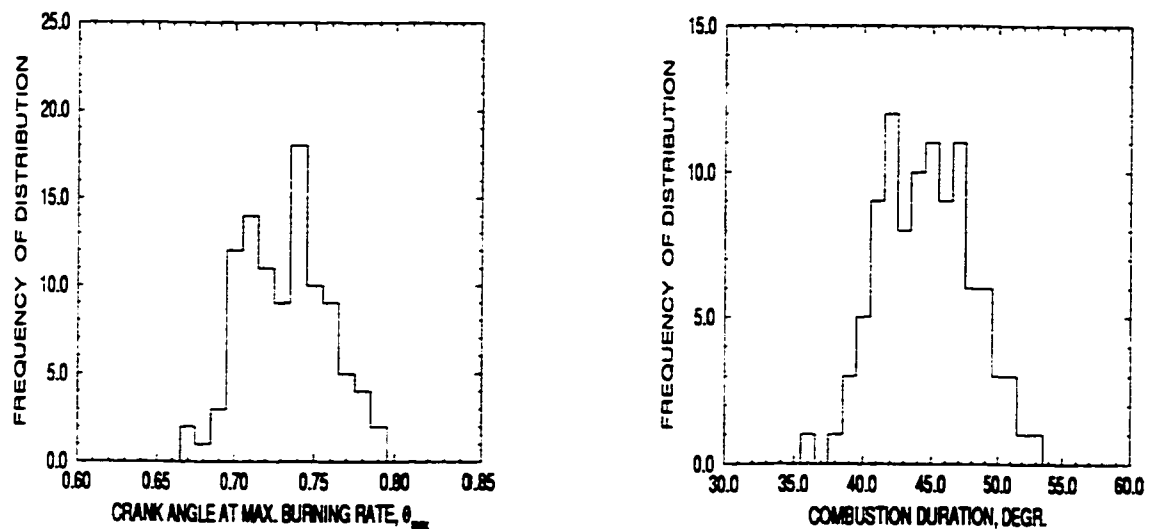 FREQUENCY OF DISTRIBUTION
25.0
20.0
15.0
10.0
5.0
0.0
0.60 0.65 0.70 0.75 0.80 0.85
CRANK ANGLE AT MAX. BURNING RATE, θ
FREQUENCY OF DISTRIBUTION
15.0
10.0
5.0
0.0
30.0 35.0 40.0 45.0 50.0 55.0 60.0
COMBUSTION DURATION, DEGR.